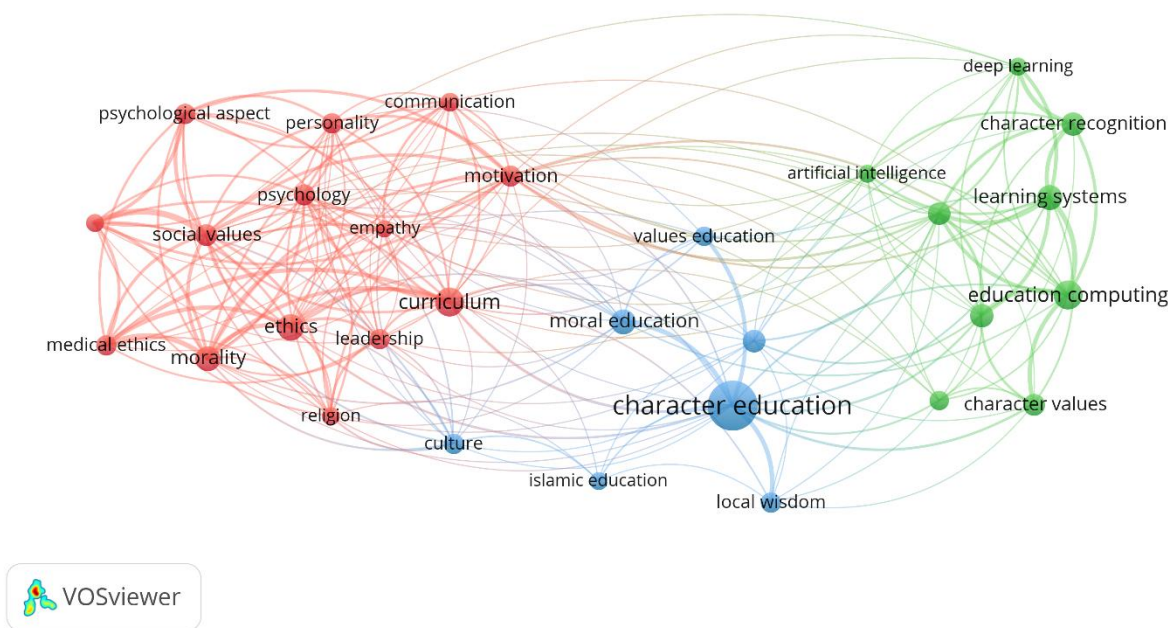 deep learning
psychological aspect
communication
personality
character recognition
motivation
artificial intelligence
psychology
learning systems
empathy
social values
values education
curriculum
education computing
moral education
ethics
leadership
medical ethics
morality
character education
character values
religion
culture
islamic education
local wisdom
VOSviewer